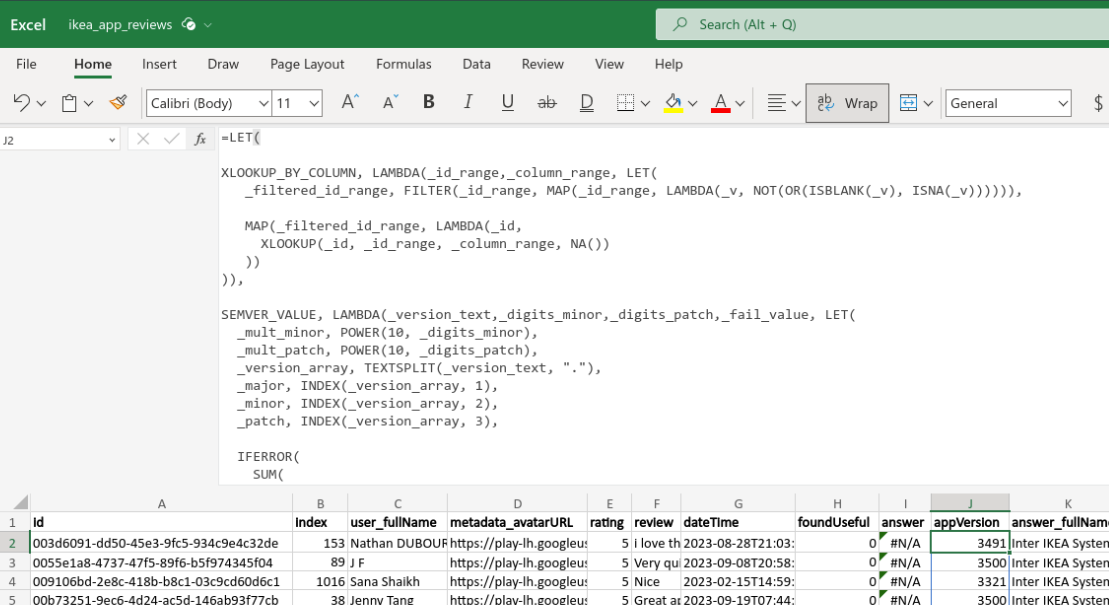 Excel ikea_app_reviews Search (Alt + Q)
File Home Insert Draw Page Layout Formulas Data Review View Help
Calibri (Body) 11 A A B I U ab D A ab Wrap General $
J2 fx =LET(
XLOOKUP_BY_COLUMN, LAMBDA(_id_range,_column_range, LET(
_filtered_id_range, FILTER(_id_range, MAP(_id_range, LAMBDA(_v, NOT(OR(ISBLANK(_v), ISNA(_v)))))),
MAP(_filtered_id_range, LAMBDA(_id,
XLOOKUP(_id, _id_range, _column_range, NA())
))
)),
SEMVER_VALUE, LAMBDA(_version_text,_digits_minor,_digits_patch,_fail_value, LET(
_mult_minor, POWER(10, _digits_minor),
_mult_patch, POWER(10, _digits_patch),
_version_array, TEXTSPLIT(_version_text, "."),
_major, INDEX(_version_array, 1),
_minor, INDEX(_version_array, 2),
_patch, INDEX(_version_array, 3),
IFERROR(
SUM(
A B C D E F G H I J K
1 id index user_fullName metadata_avatarURL rating review dateTime foundUseful answer appVersion answer_fullName
2 003d6091-dd50-45e3-9fc5-934c9e4c32de 153 Nathan DUBOUR https://play-lh.googleus 5 i love th 2023-08-28T21:03: 0 #N/A 3491 Inter IKEA System
3 0055e1a8-4737-47f5-89f6-b5f974345f04 89 J F https://play-lh.googleus 5 Very qui 2023-09-08T20:58: 0 #N/A 3500 Inter IKEA System
4 009106bd-2e8c-418b-b8c1-03c9cd60d6c1 1016 Sana Shaikh https://play-lh.googleus 5 Nice 2023-02-15T14:59: 0 #N/A 3321 Inter IKEA System
5 00b73251-9ec6-4d24-ac5d-146ab93f77cb 38 Jenny Tang https://play-lh.googleus 5 Great ap 2023-09-19T07:44: 0 #N/A 3500 Inter IKEA System